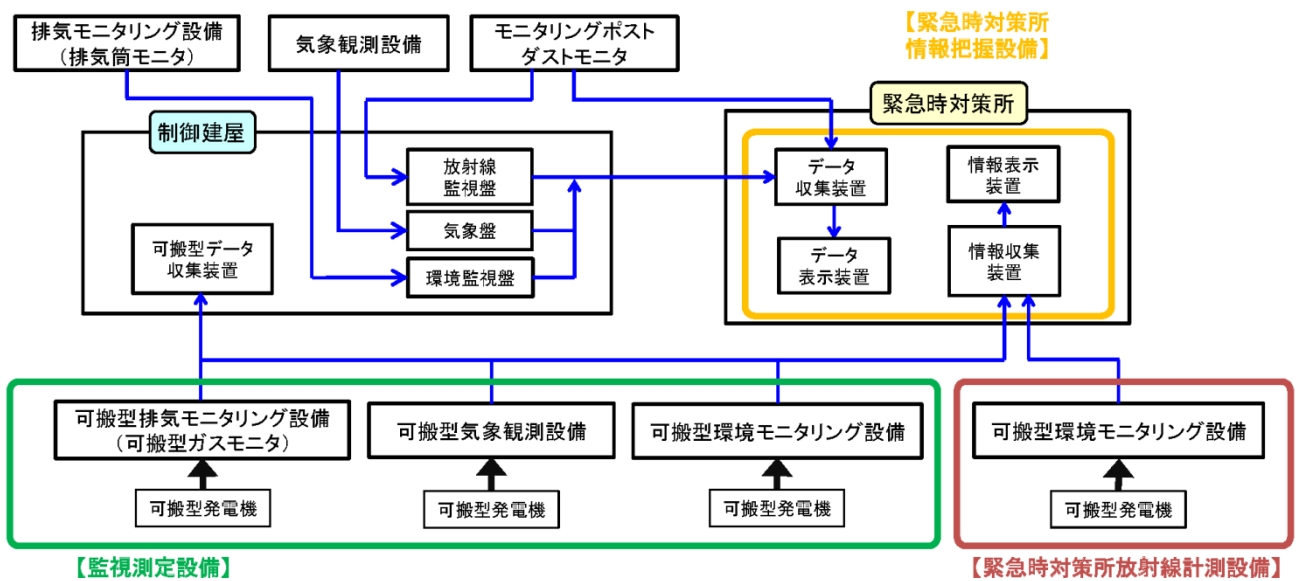 排気モニタリング設備
（排気筒モニタ）
気象観測設備
モニタリングポスト
ダストモニタ
【緊急時対策所
情報把握設備】
制御建屋
緊急時対策所
放射線
監視盤
気象盤
環境監視盤
可搬型データ
収集装置
データ
収集装置
データ
表示装置
情報表示
装置
情報収集
装置
可搬型排気モニタリング設備
（可搬型ガスモニタ）
可搬型気象観測設備
可搬型環境モニタリング設備
可搬型環境モニタリング設備
可搬型発電機
可搬型発電機
可搬型発電機
可搬型発電機
【監視測定設備】
【緊急時対策所放射線計測設備】